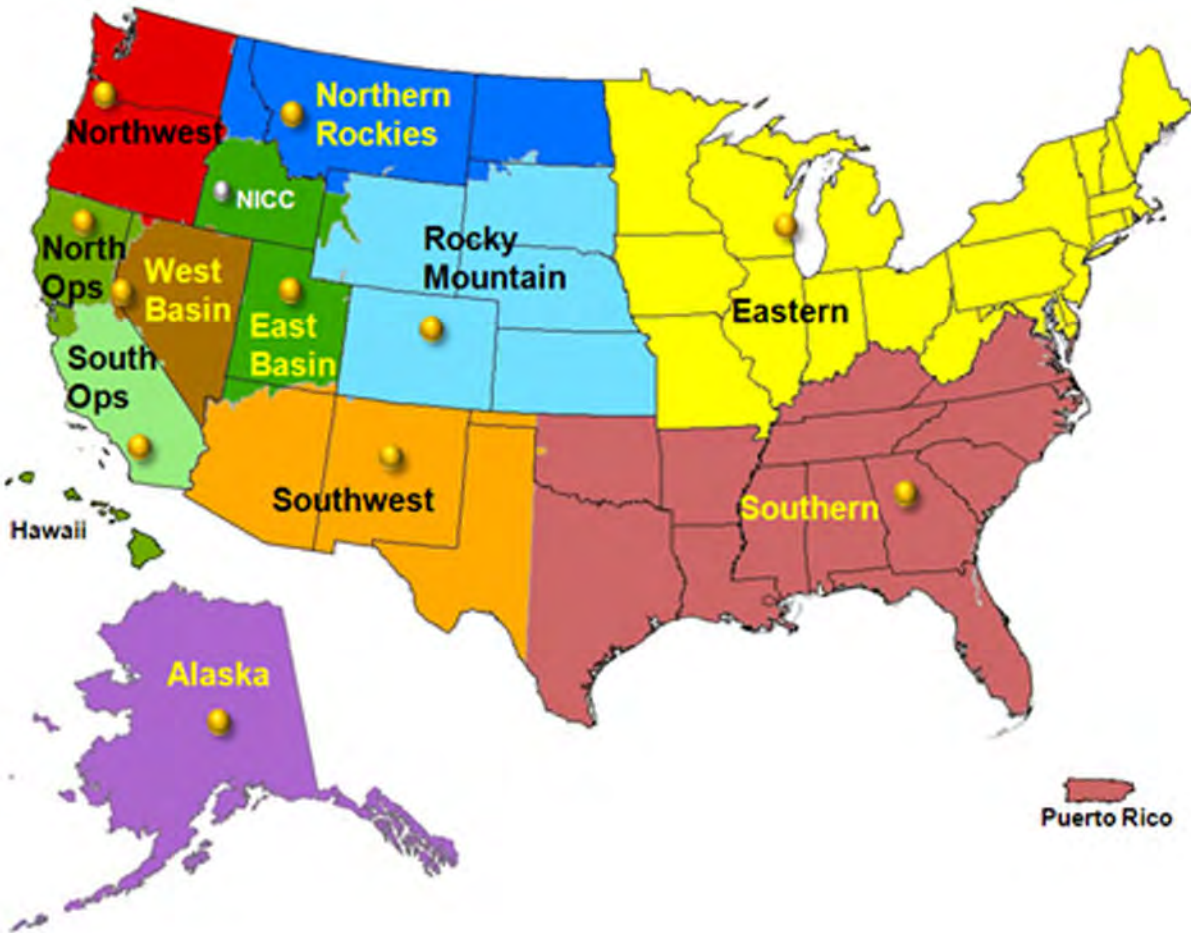 Northern
Rockies
Northwest
NICC
North
Ops
West
Basin
Rocky
Mountain
East
Basin
Eastern
South
Ops
Southwest
Southern
Hawaii
Alaska
Puerto Rico